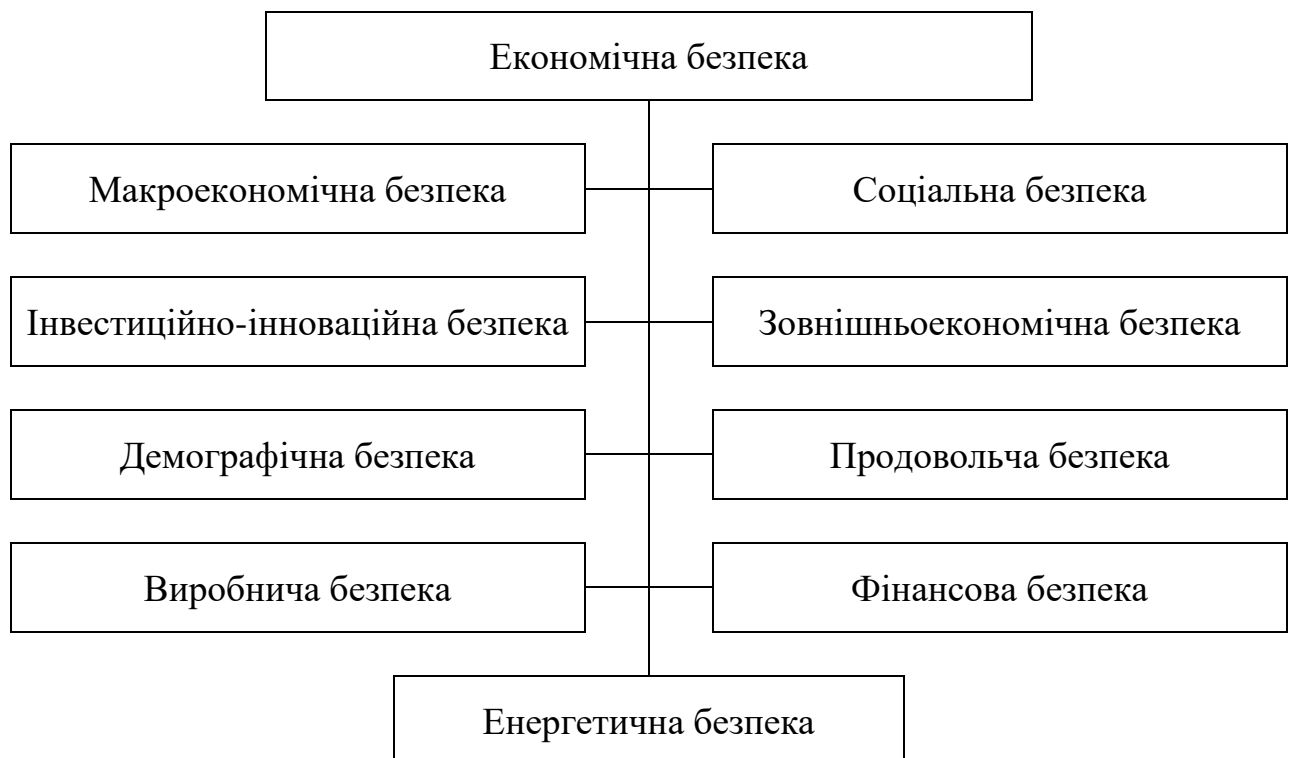 Економічна безпека
Макроекономічна безпека
Соціальна безпека
Інвестиційно-інноваційна безпека
Зовнішньоекономічна безпека
Демографічна безпека
Продовольча безпека
Виробнича безпека
Фінансова безпека
Енергетична безпека